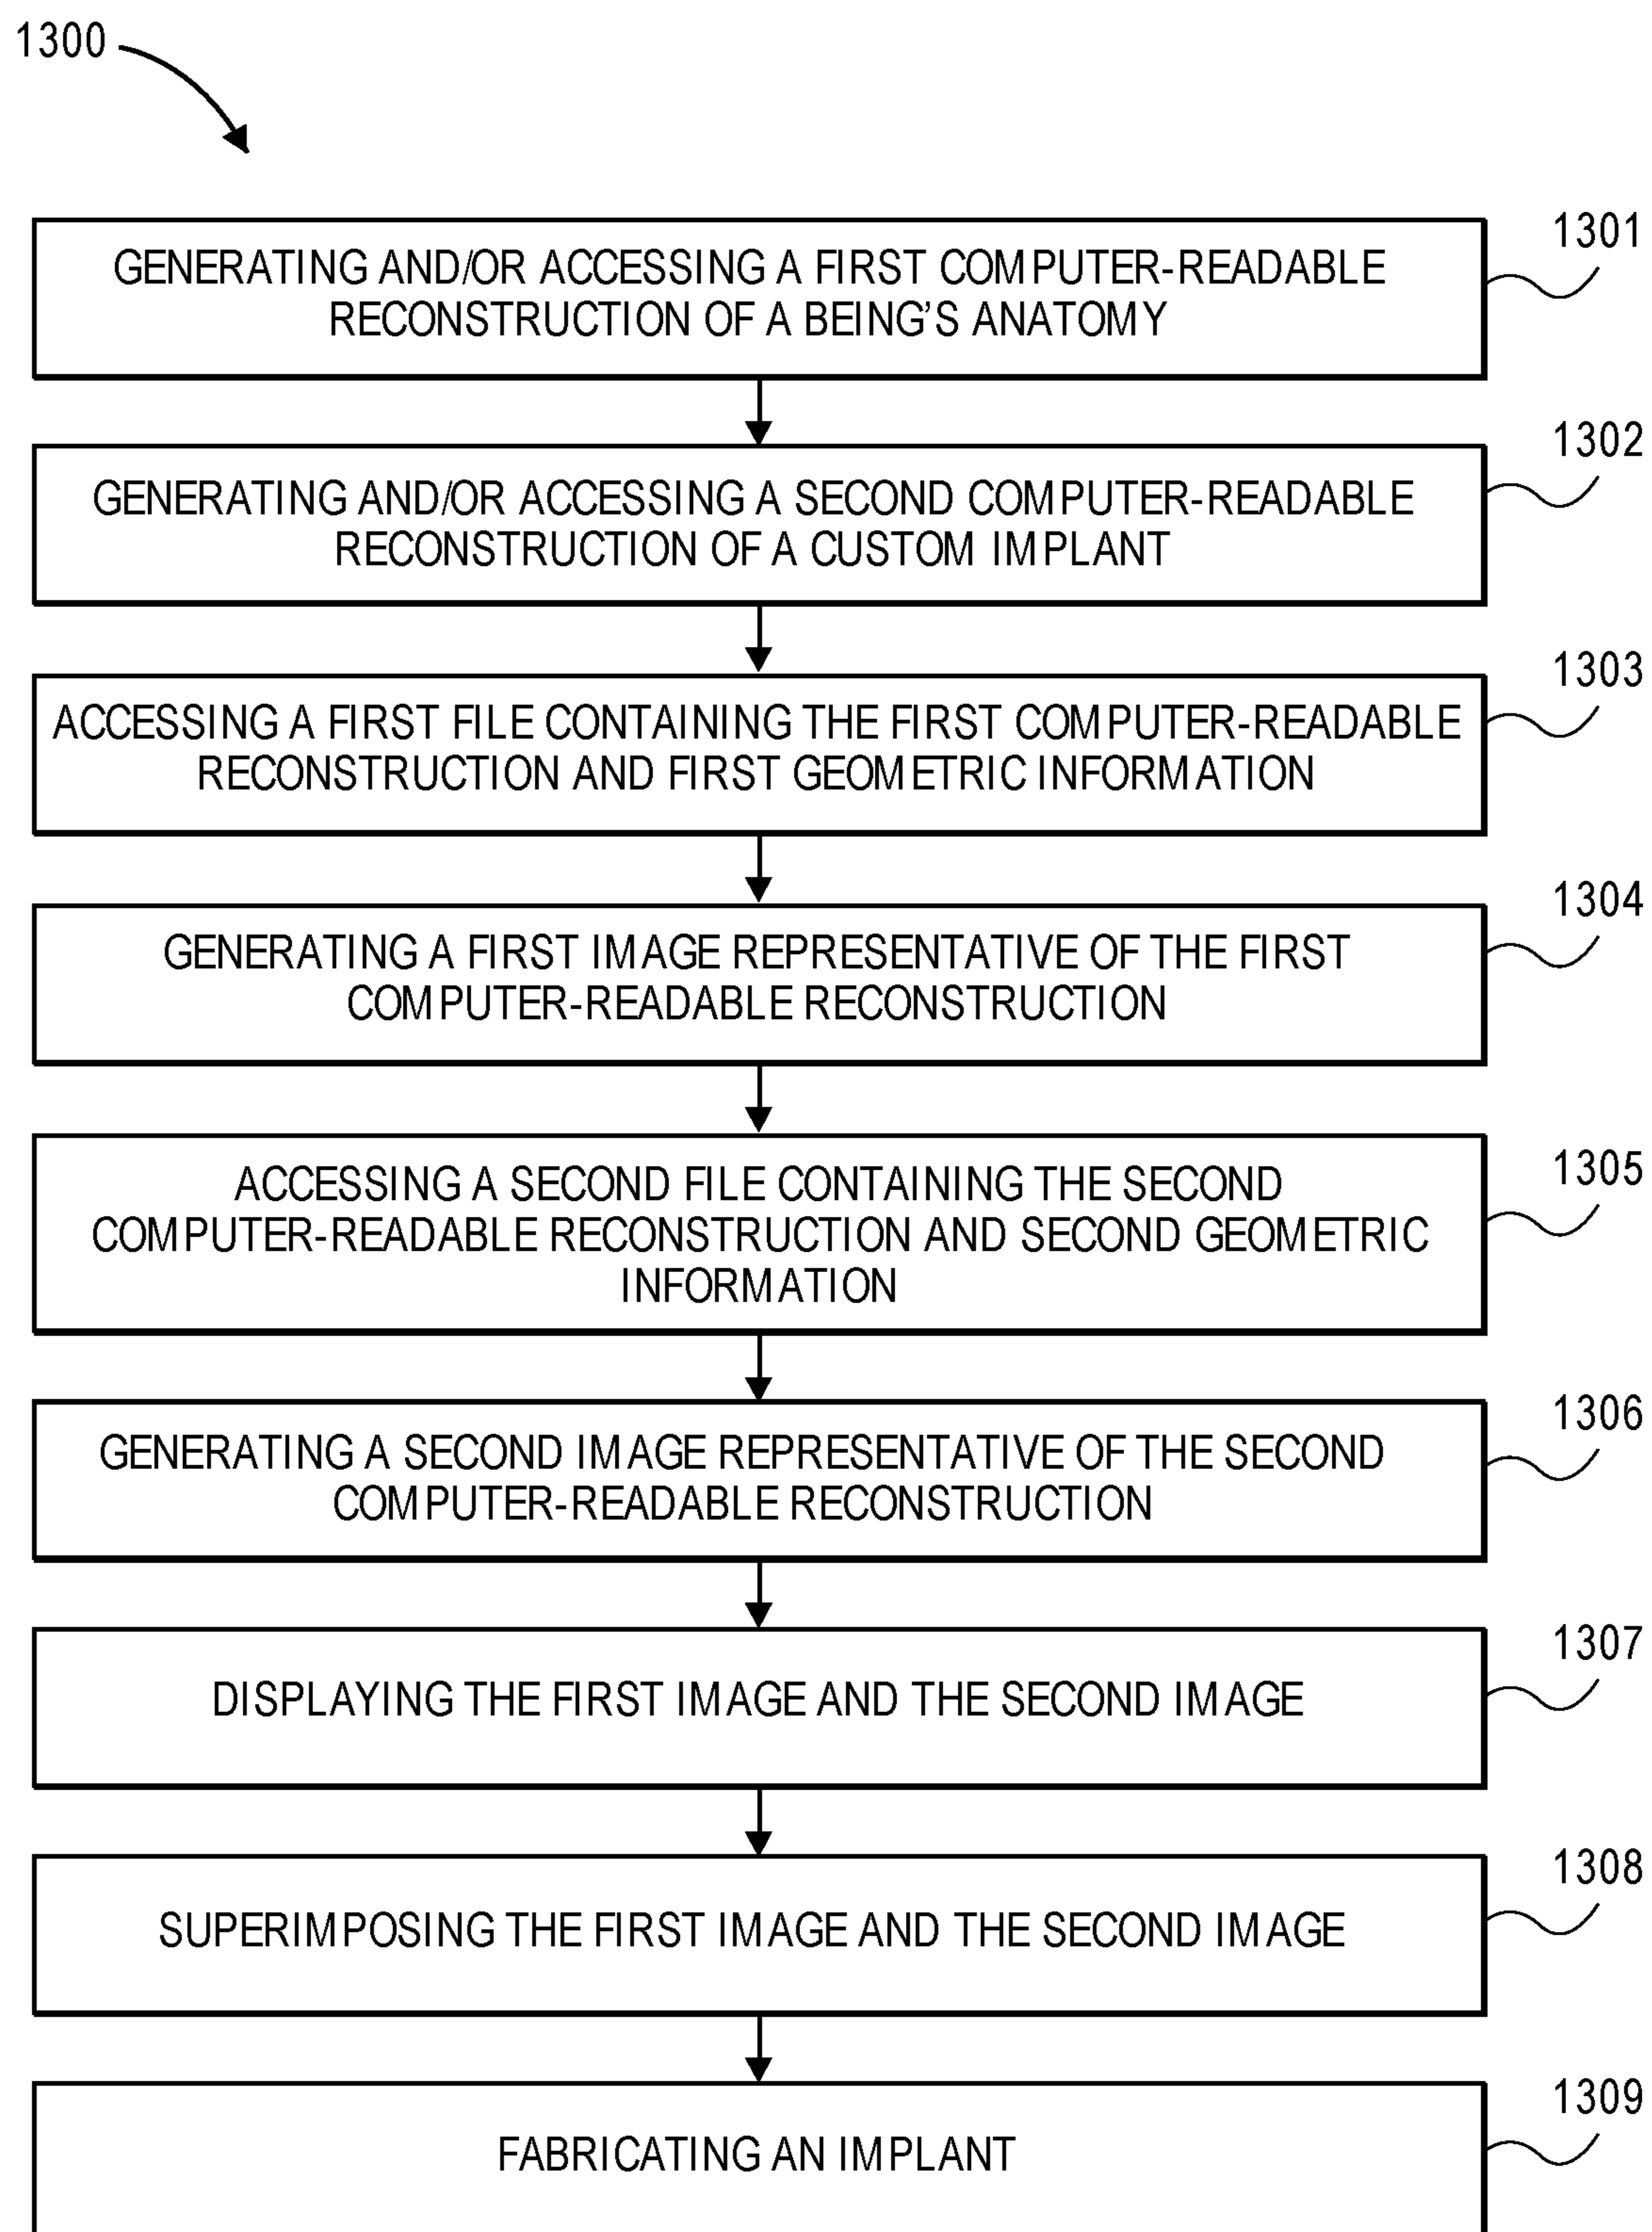 1300
1301
GENERATING AND/OR ACCESSING A FIRST COMPUTER-READABLE
RECONSTRUCTION OF A BEING’S ANATOMY
1302
GENERATING AND/OR ACCESSING A SECOND COMPUTER-READABLE
RECONSTRUCTION OF A CUSTOM IMPLANT
1303
ACCESSING A FIRST FILE CONTAINING THE FIRST COMPUTER-READABLE
RECONSTRUCTION AND FIRST GEOMETRIC INFORMATION
1304
GENERATING A FIRST IMAGE REPRESENTATIVE OF THE FIRST
COMPUTER-READABLE RECONSTRUCTION
1305
ACCESSING A SECOND FILE CONTAINING THE SECOND
COMPUTER-READABLE RECONSTRUCTION AND SECOND GEOMETRIC
INFORMATION
1306
GENERATING A SECOND IMAGE REPRESENTATIVE OF THE SECOND
COMPUTER-READABLE RECONSTRUCTION
1307
DISPLAYING THE FIRST IMAGE AND THE SECOND IMAGE
1308
SUPERIMPOSING THE FIRST IMAGE AND THE SECOND IMAGE
1309
FABRICATING AN IMPLANT